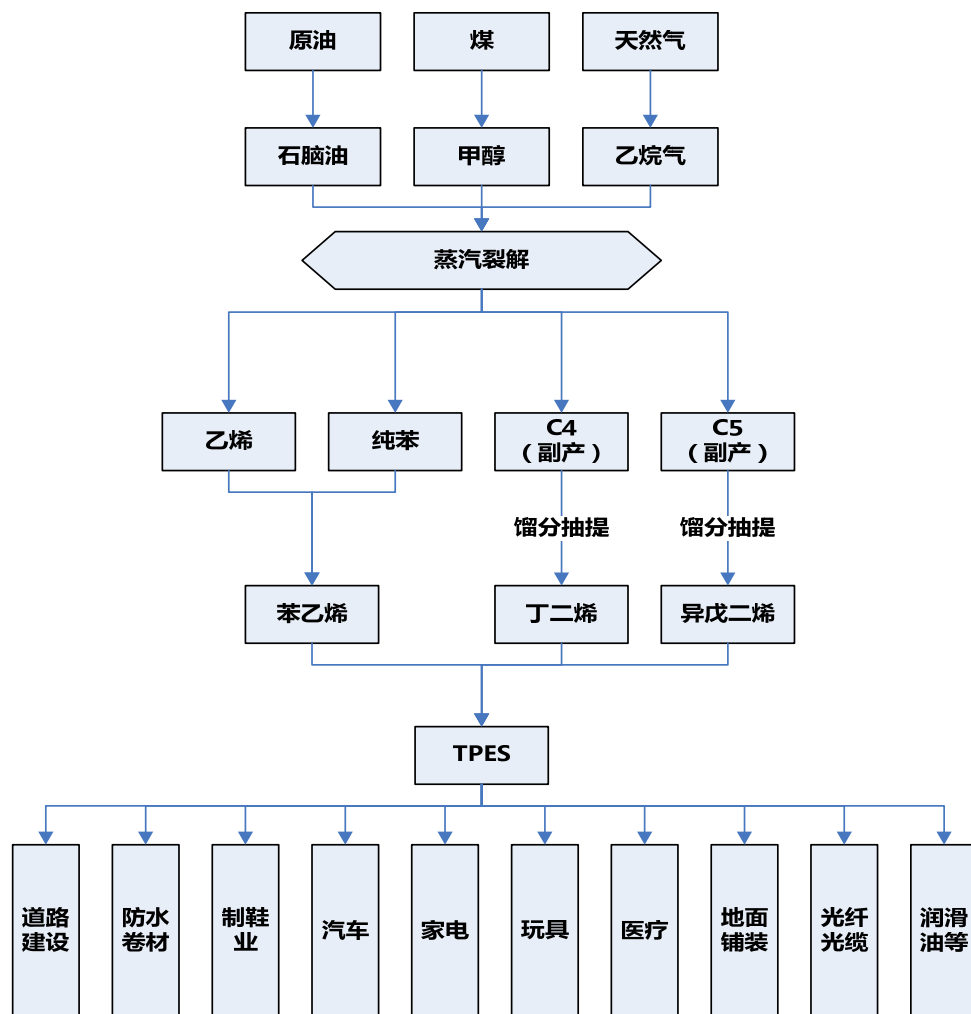 原油
煤
天然气
石脑油
甲醇
乙烷气
蒸汽裂解
乙烯
纯苯
C4
（副产）
C5
（副产）
馏分抽提
馏分抽提
苯乙烯
丁二烯
异戊二烯
TPES
道路
建设
防水
卷材
制鞋
业
汽车
家电
玩具
医疗
地面
铺装
光纤
光缆
润滑
油等